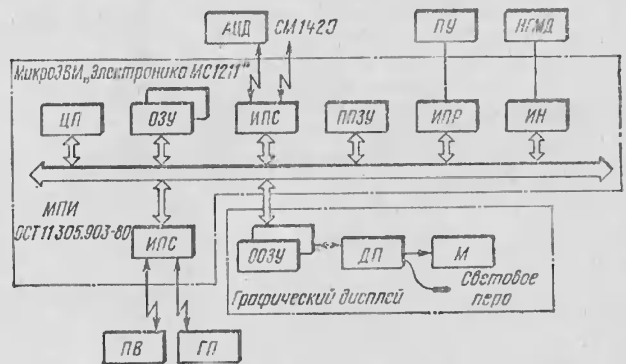 АЦД СМ1420 ПУ НГМД
МикроЭВМ „Электроника МС1211"
ЦП ОЗУ ИПС ППЗУ ИПР ИН
МПИ
ОСТ 11.305.903-80
ИПС
ООЗУ ДП М
Световое
перо
Графический дисплей
ПВ ГП